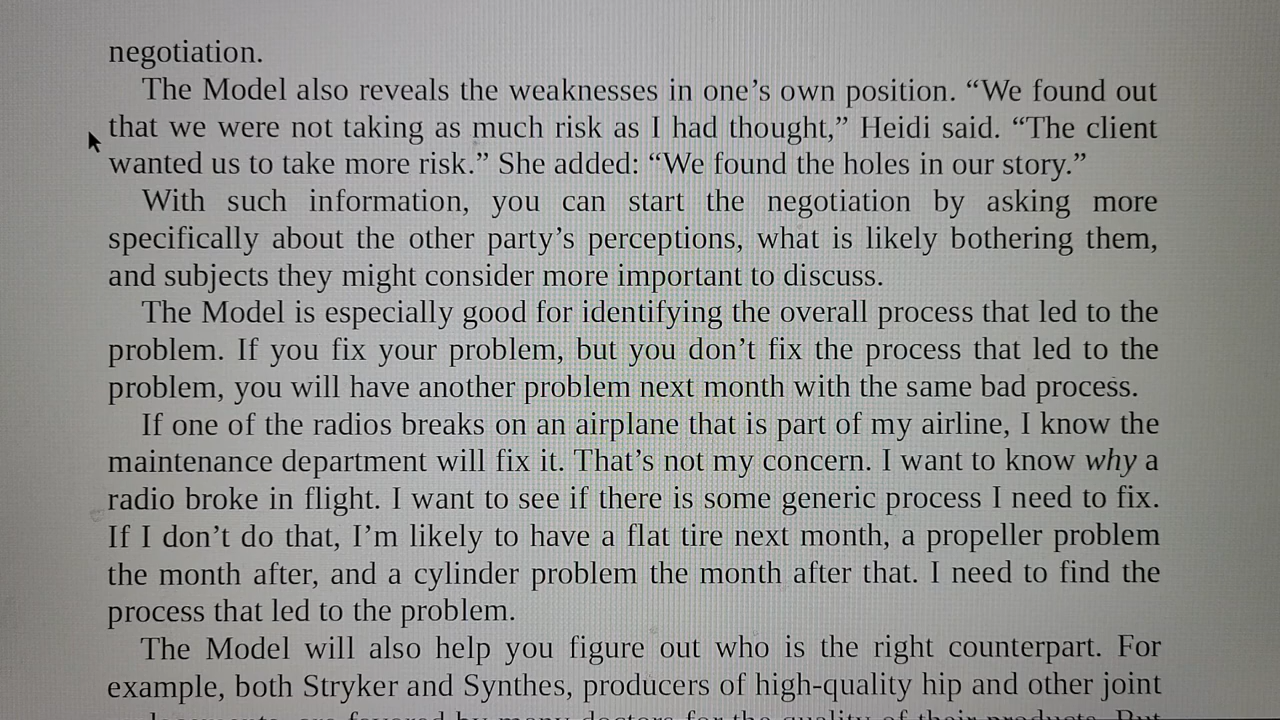 negotiation.
The Model also reveals the weaknesses in one’s own position. “We found out
that we were not taking as much risk as I had thought,” Heidi said. “The client
wanted us to take more risk.” She added: “We found the holes in our story.”
With such information, you can start the negotiation by asking more
specifically about the other party’s perceptions, what is likely bothering them,
and subjects they might consider more important to discuss.
The Model is especially good for identifying the overall process that led to the
problem. If you fix your problem, but you don’t fix the process that led to the
problem, you will have another problem next month with the same bad process.
If one of the radios breaks on an airplane that is part of my airline, I know the
maintenance department will fix it. That’s not my concern. I want to know why a
radio broke in flight. I want to see if there is some generic process I need to fix.
If I don’t do that, I’m likely to have a flat tire next month, a propeller problem
the month after, and a cylinder problem the month after that. I need to find the
process that led to the problem.
The Model will also help you figure out who is the right counterpart. For
example, both Stryker and Synthes, producers of high-quality hip and other joint